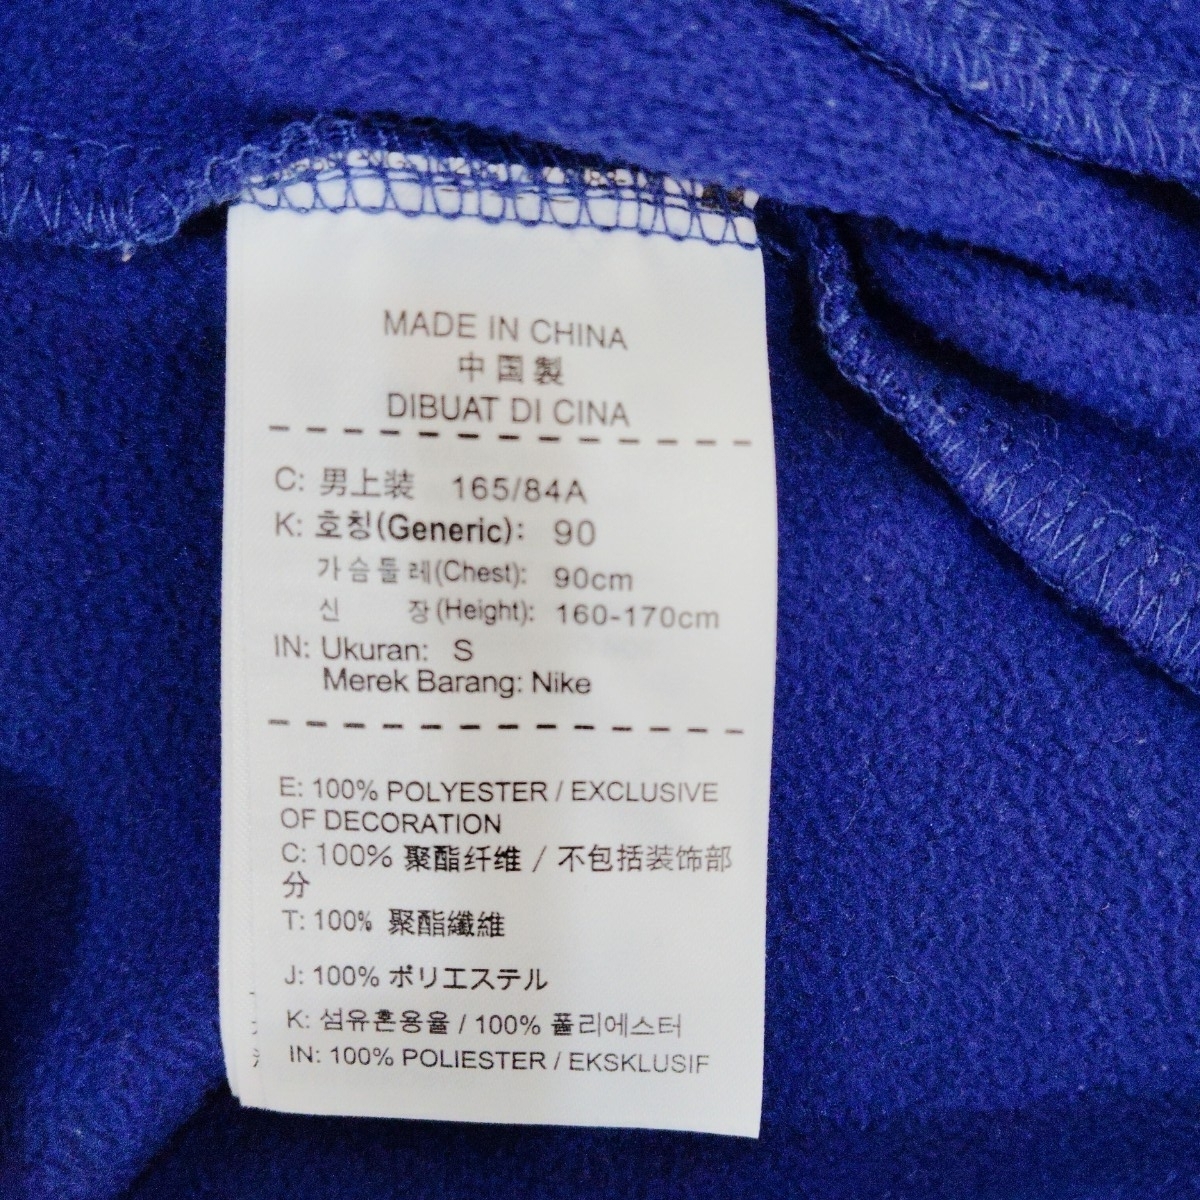 MADE IN CHINA
中国製
DIBUAT DI CINA
C: 男上装 165/84A
K: 호칭(Generic): 90
가슴둘레(Chest): 90cm
신 장(Height): 160-170cm
IN: Ukuran: S
Merek Barang: Nike
E: 100% POLYESTER / EXCLUSIVE
OF DECORATION
C: 100% 聚酯纤维 / 不包括装饰部
分
T: 100% 聚酯纖維
J: 100% ポリエステル
K: 섬유혼용율 / 100% 폴리에스터
IN: 100% POLIESTER / EKSKLUSIF